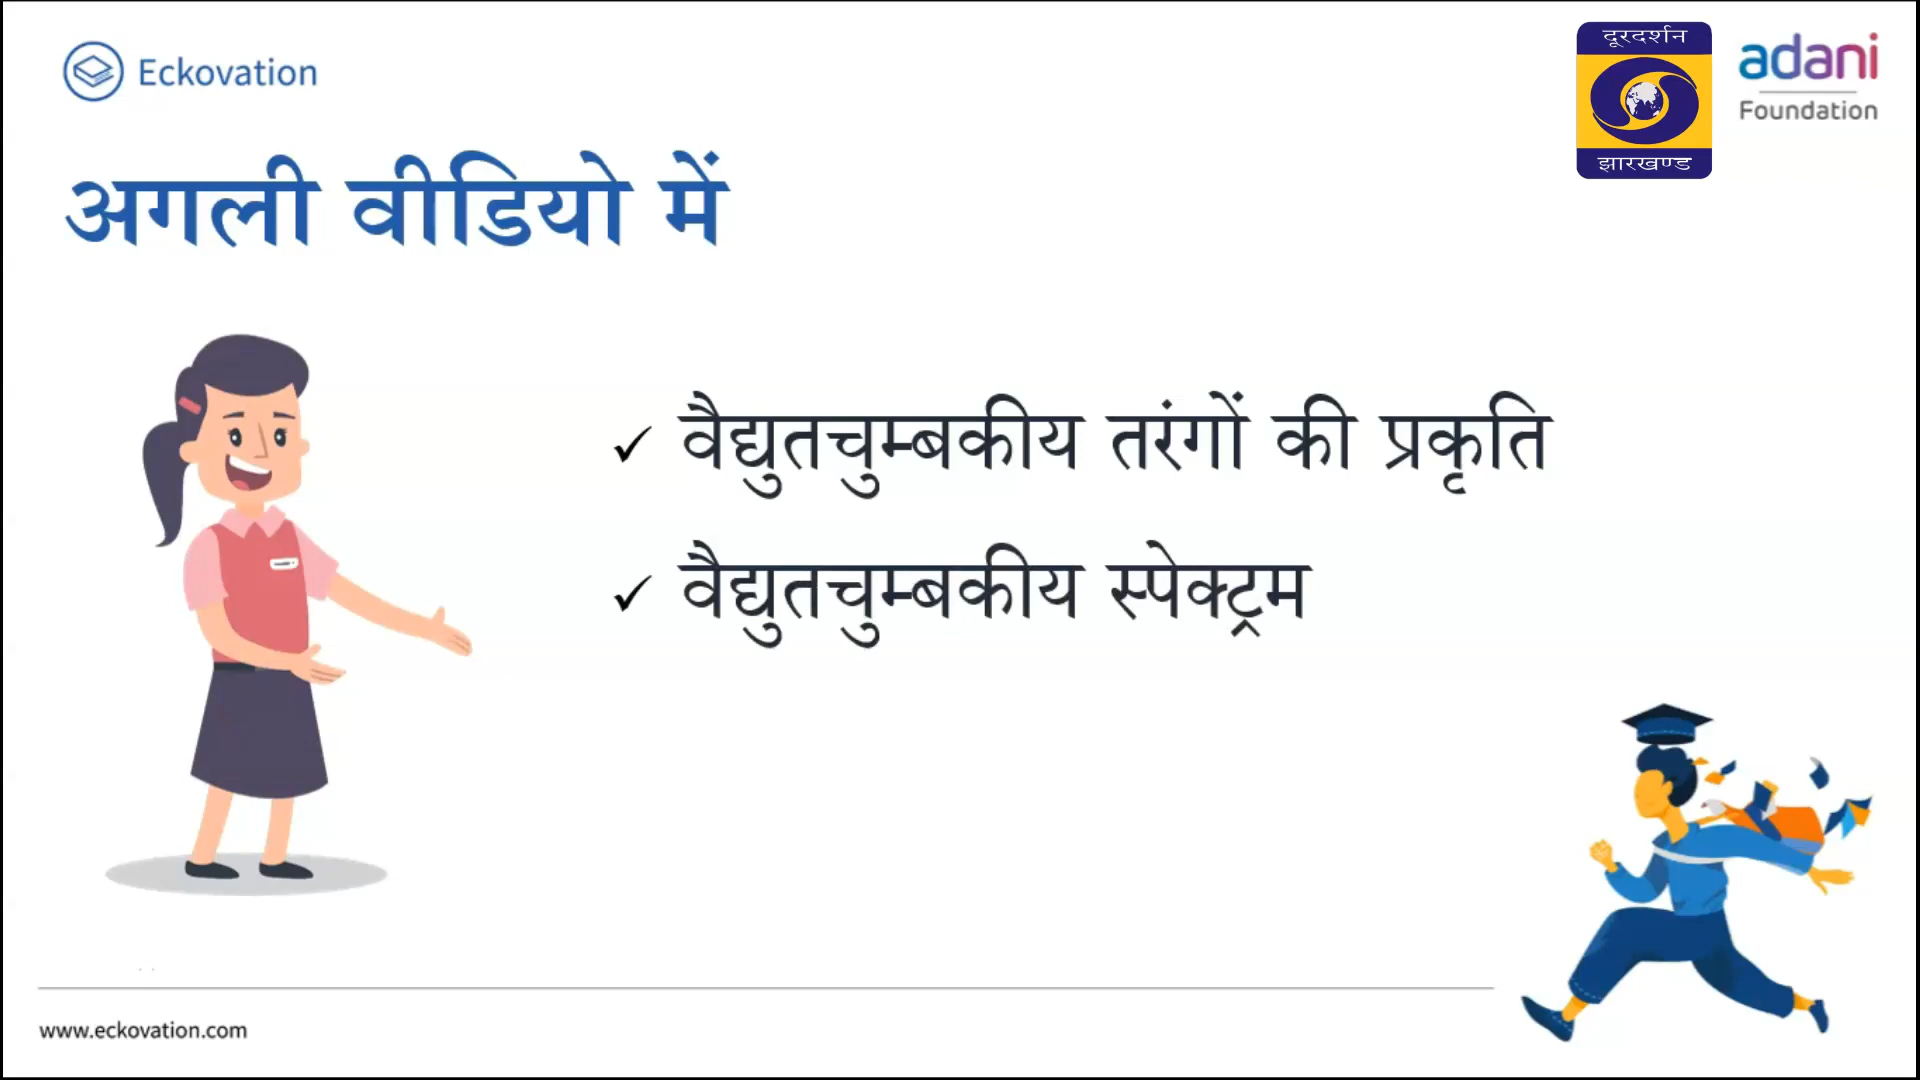 Eckovation
दूरदर्शन
झारखण्ड
adani
Foundation
अगली वीडियो में
✓ वैद्युतचुम्बकीय तरंगों की प्रकृति
✓ वैद्युतचुम्बकीय स्पेक्ट्रम
www.eckovation.com